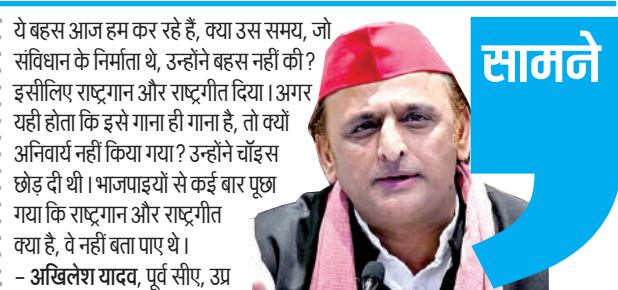 ये बहस आज हम कर रहे हैं, क्या उस समय, जो
संविधान के निर्माता थे, उन्होंने बहस नहीं की?
इसीलिए राष्ट्रगान और राष्ट्रगीत दिया। अगर
यही होता कि इसे गाना ही गाना है, तो क्यों
अनिवार्य नहीं किया गया? उन्होंने चॉइस
छोड़ दी थी। भाजपाइयों से कई बार पूछा
गया कि राष्ट्रगान और राष्ट्रगीत
क्या है, वे नहीं बता पाए थे।
- अखिलेश यादव, पूर्व सीए, उप्र
सामने